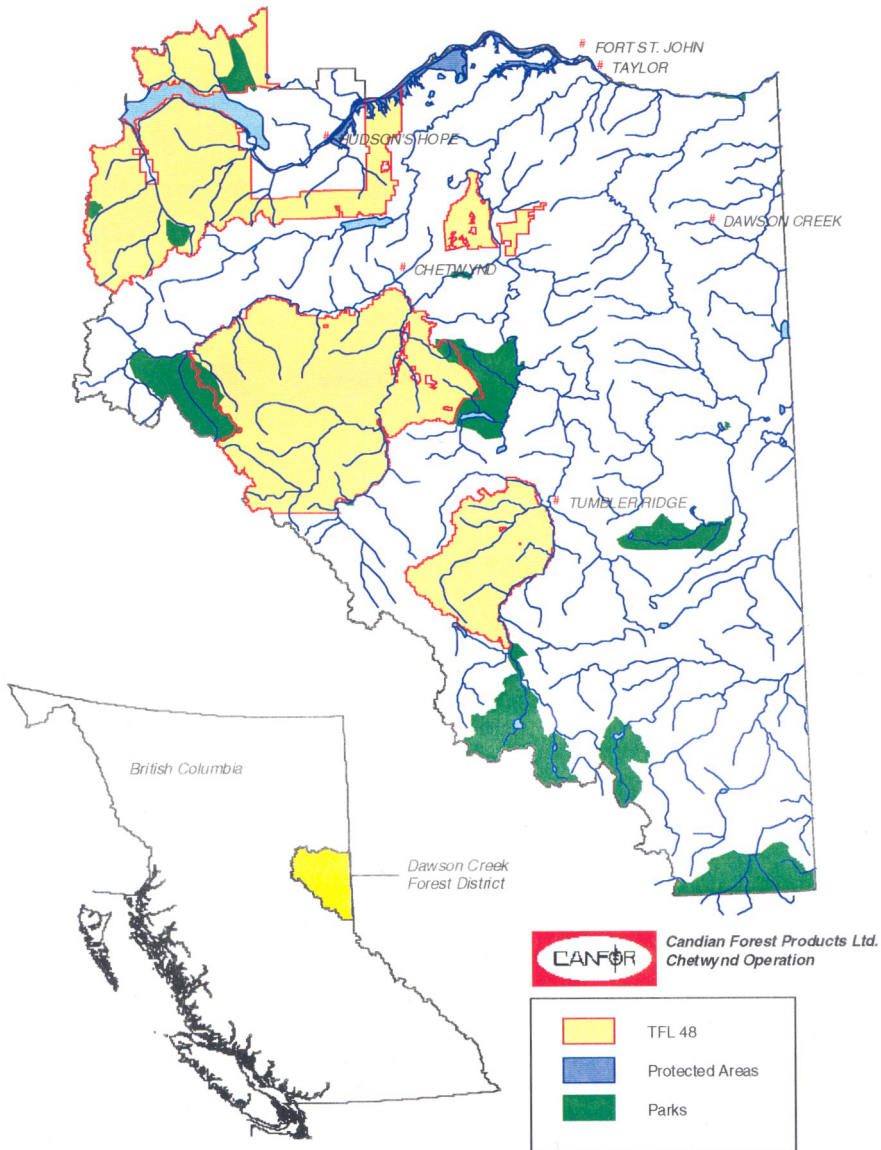 # FORT ST. JOHN
# TAYLOR
# HUDSON'S HOPE
# DAWSON CREEK
# CHETWYND
# TUMBLER RIDGE
British Columbia
Dawson Creek
Forest District
CANFOR
Candian Forest Products Ltd.
Chetwynd Operation
TFL 48
Protected Areas
Parks